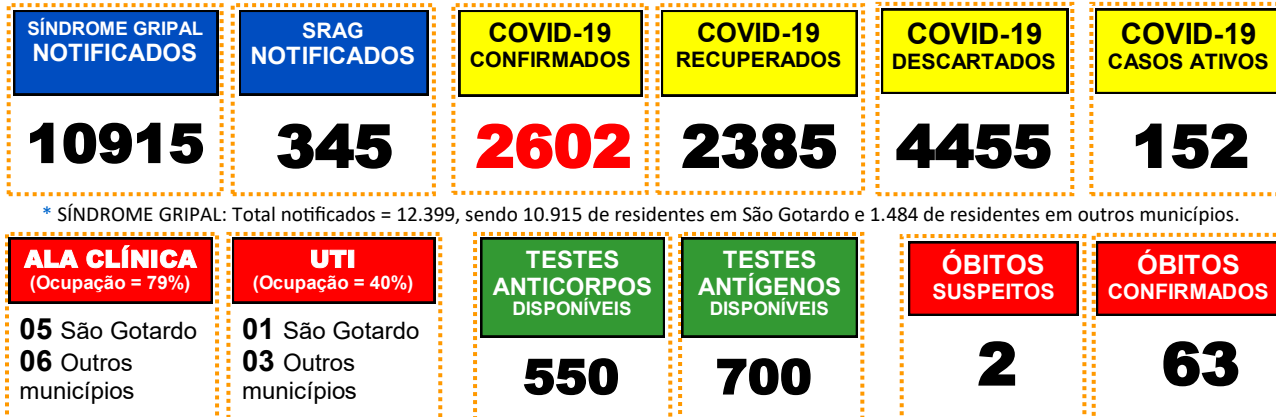 SÍNDROME GRIPAL
NOTIFICADOS
10915
SRAG
NOTIFICADOS
345
COVID-19
CONFIRMADOS
2602
COVID-19
RECUPERADOS
2385
COVID-19
DESCARTADOS
4455
COVID-19
CASOS ATIVOS
152
* SÍNDROME GRIPAL: Total notificados = 12.399, sendo 10.915 de residentes em São Gotardo e 1.484 de residentes em outros municípios.
ALA CLÍNICA
(Ocupação = 79%)
05 São Gotardo
06 Outros
municípios
UTI
(Ocupação = 40%)
01 São Gotardo
03 Outros
municípios
TESTES
ANTICORPOS
DISPONÍVEIS
550
TESTES
ANTÍGENOS
DISPONÍVEIS
700
ÓBITOS
SUSPEITOS
2
ÓBITOS
CONFIRMADOS
63